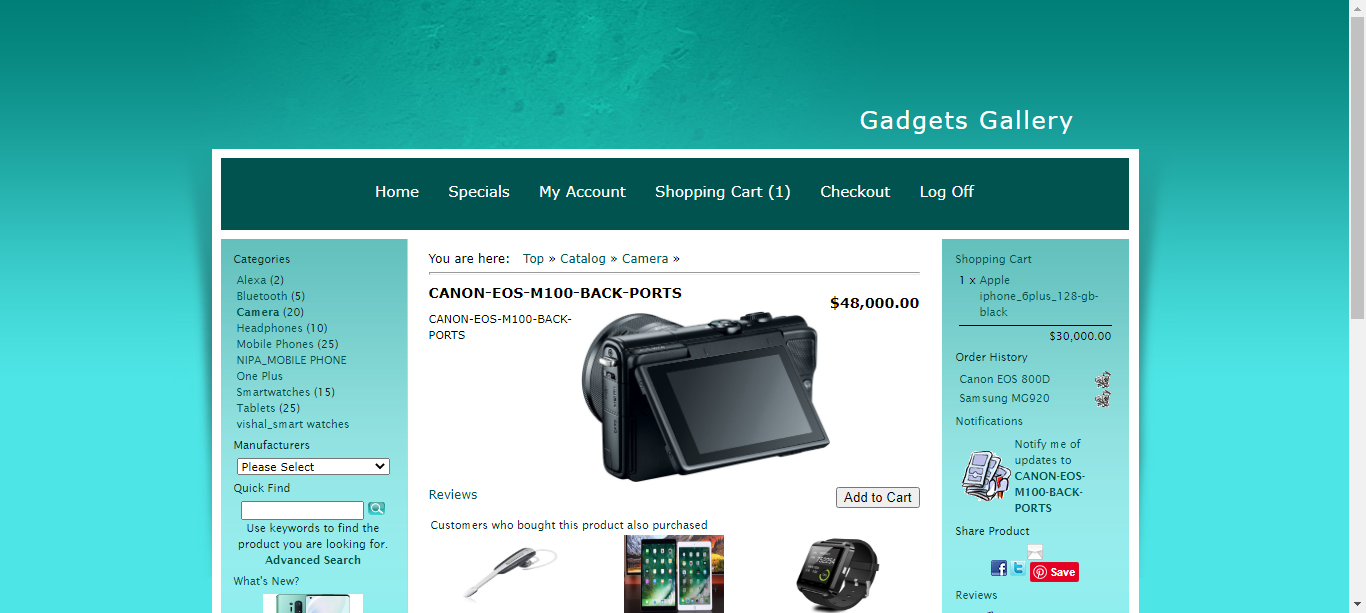 Gadgets Gallery
Home Specials My Account Shopping Cart (1) Checkout Log Off
Categories
Alexa (2)
Bluetooth (5)
Camera (20)
Headphones (10)
Mobile Phones (25)
NIPA_MOBILE PHONE
One Plus
Smartwatches (15)
Tablets (25)
vishal_smart watches
Manufacturers
Please Select
Quick Find
Use keywords to find the
product you are looking for.
Advanced Search
What's New?
You are here: Top » Catalog » Camera »
CANON-EOS-M100-BACK-PORTS
$48,000.00
CANON-EOS-M100-BACK-
PORTS
Reviews
Add to Cart
Customers who bought this product also purchased
Shopping Cart
1 x Apple
iphone_6plus_128-gb-
black
$30,000.00
Order History
Canon EOS 800D
Samsung MG920
Notifications
Notify me of
updates to
CANON-EOS-
M100-BACK-
PORTS
Share Product
Save
Reviews